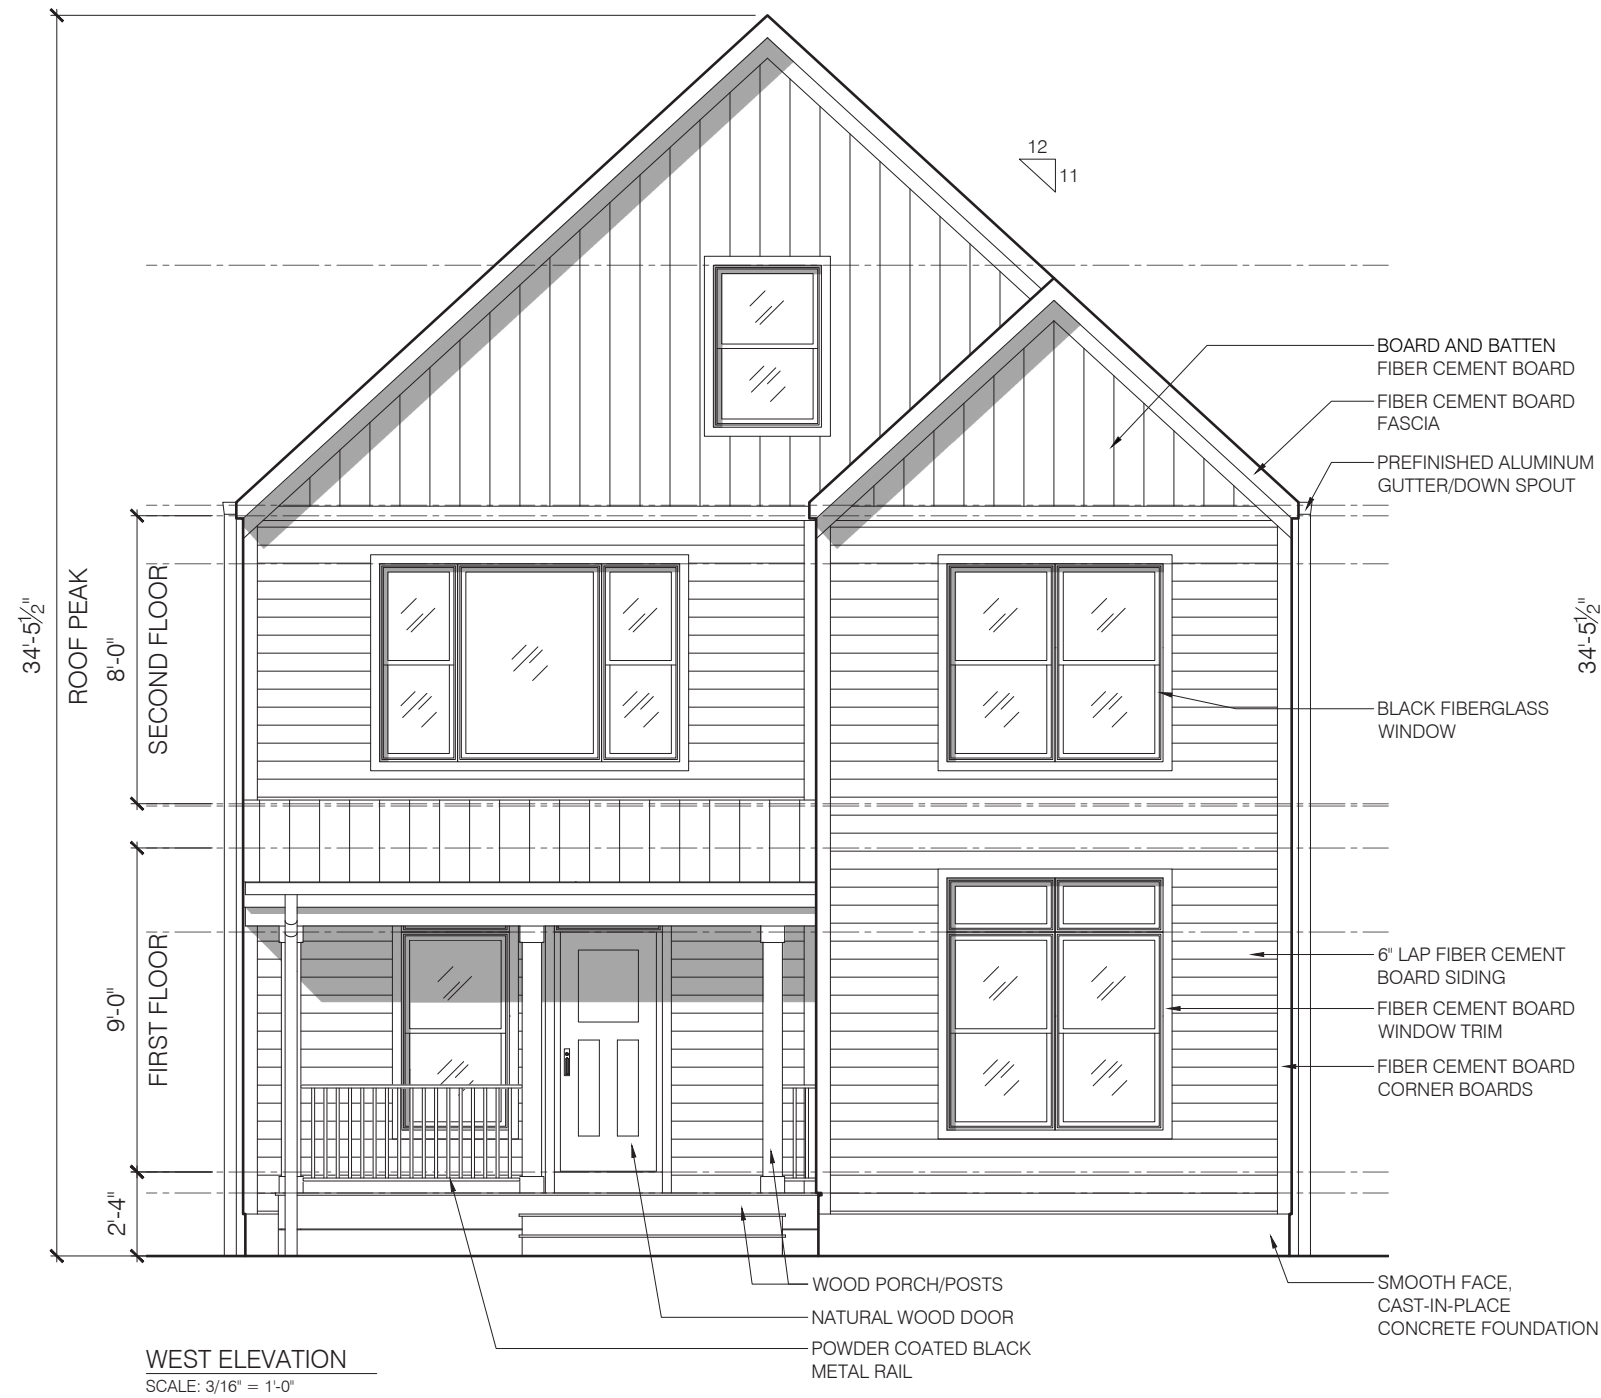 12
11
BOARD AND BATTEN
FIBER CEMENT BOARD
FIBER CEMENT BOARD
FASCIA
PREFINISHED ALUMINUM
GUTTER/DOWN SPOUT
34'-5½"
ROOF PEAK
8'-0"
SECOND FLOOR
34'-5½"
BLACK FIBERGLASS
WINDOW
9'-0"
FIRST FLOOR
6" LAP FIBER CEMENT
BOARD SIDING
FIBER CEMENT BOARD
WINDOW TRIM
FIBER CEMENT BOARD
CORNER BOARDS
2'-4"
WOOD PORCH/POSTS
NATURAL WOOD DOOR
POWDER COATED BLACK
METAL RAIL
SMOOTH FACE,
CAST-IN-PLACE
CONCRETE FOUNDATION
WEST ELEVATION
SCALE: 3/16" = 1'-0"